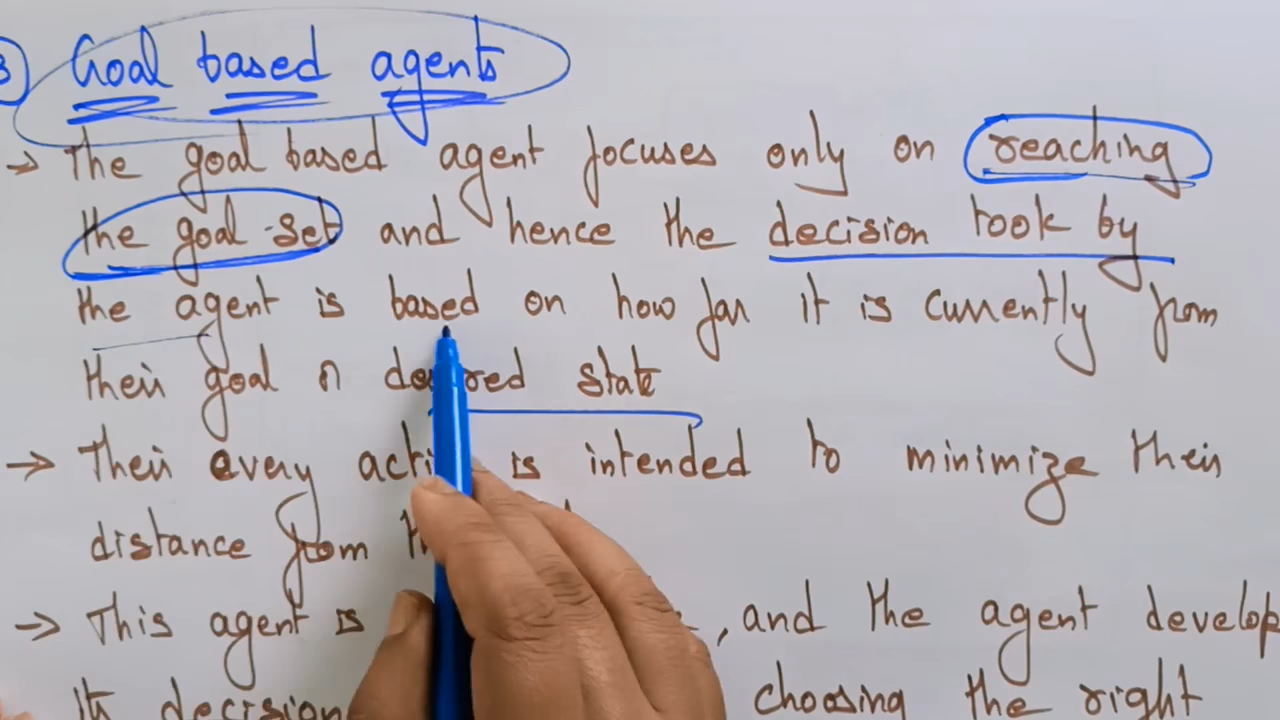 3) Goal based agents
→ The goal based agent focuses only on reaching
the goal-set and hence the decision took by
the agent is based on how far it is currently from
their goal or desired state
→ Their every is intended to minimize their
distance from
→ This agent is , and the agent develop
its decision choosing the right